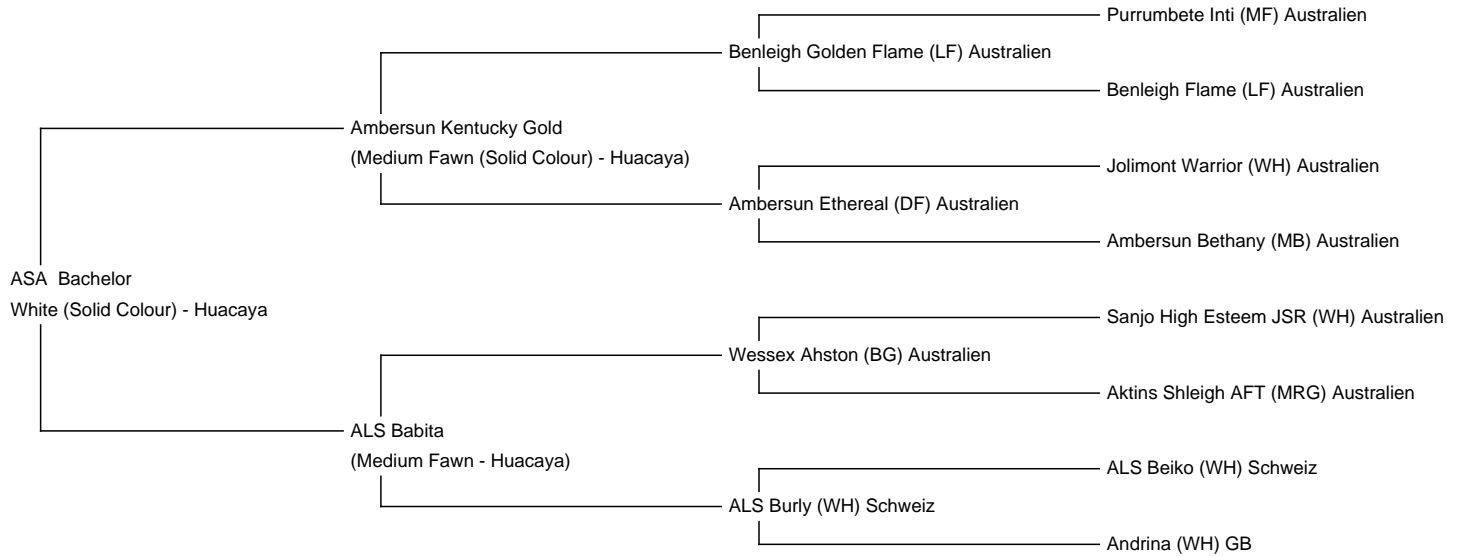 Purrumbete Inti (MF) Australien
Benleigh Golden Flame (LF) Australien
Benleigh Flame (LF) Australien
Ambersun Kentucky Gold
(Medium Fawn (Solid Colour) - Huacaya)
Jolimont Warrior (WH) Australien
Ambersun Ethereal (DF) Australien
Ambersun Bethany (MB) Australien
ASA  Bachelor
White (Solid Colour) - Huacaya
Sanjo High Esteem JSR (WH) Australien
Wessex Ahston (BG) Australien
Aktins Shleigh AFT (MRG) Australien
ALS Babita
(Medium Fawn - Huacaya)
ALS Beiko (WH) Schweiz
ALS Burly (WH) Schweiz
Andrina (WH) GB